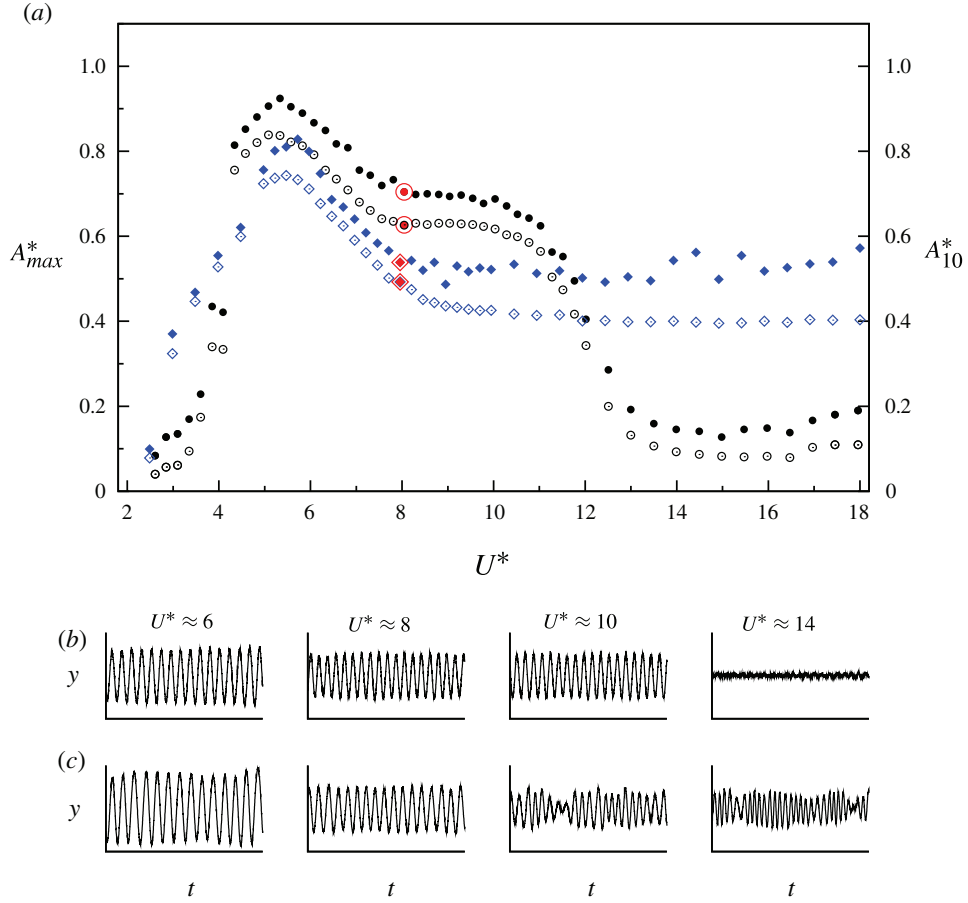 (a)
1.0 1.0
0.8 0.8
0.6 0.6
A*max A*10
0.4 0.4
0.2 0.2
0 0
2 4 6 8 10 12 14 16 18
U*
U* ≈ 6 U* ≈ 8 U* ≈ 10 U* ≈ 14
(b)
y
(c)
y
t t t t